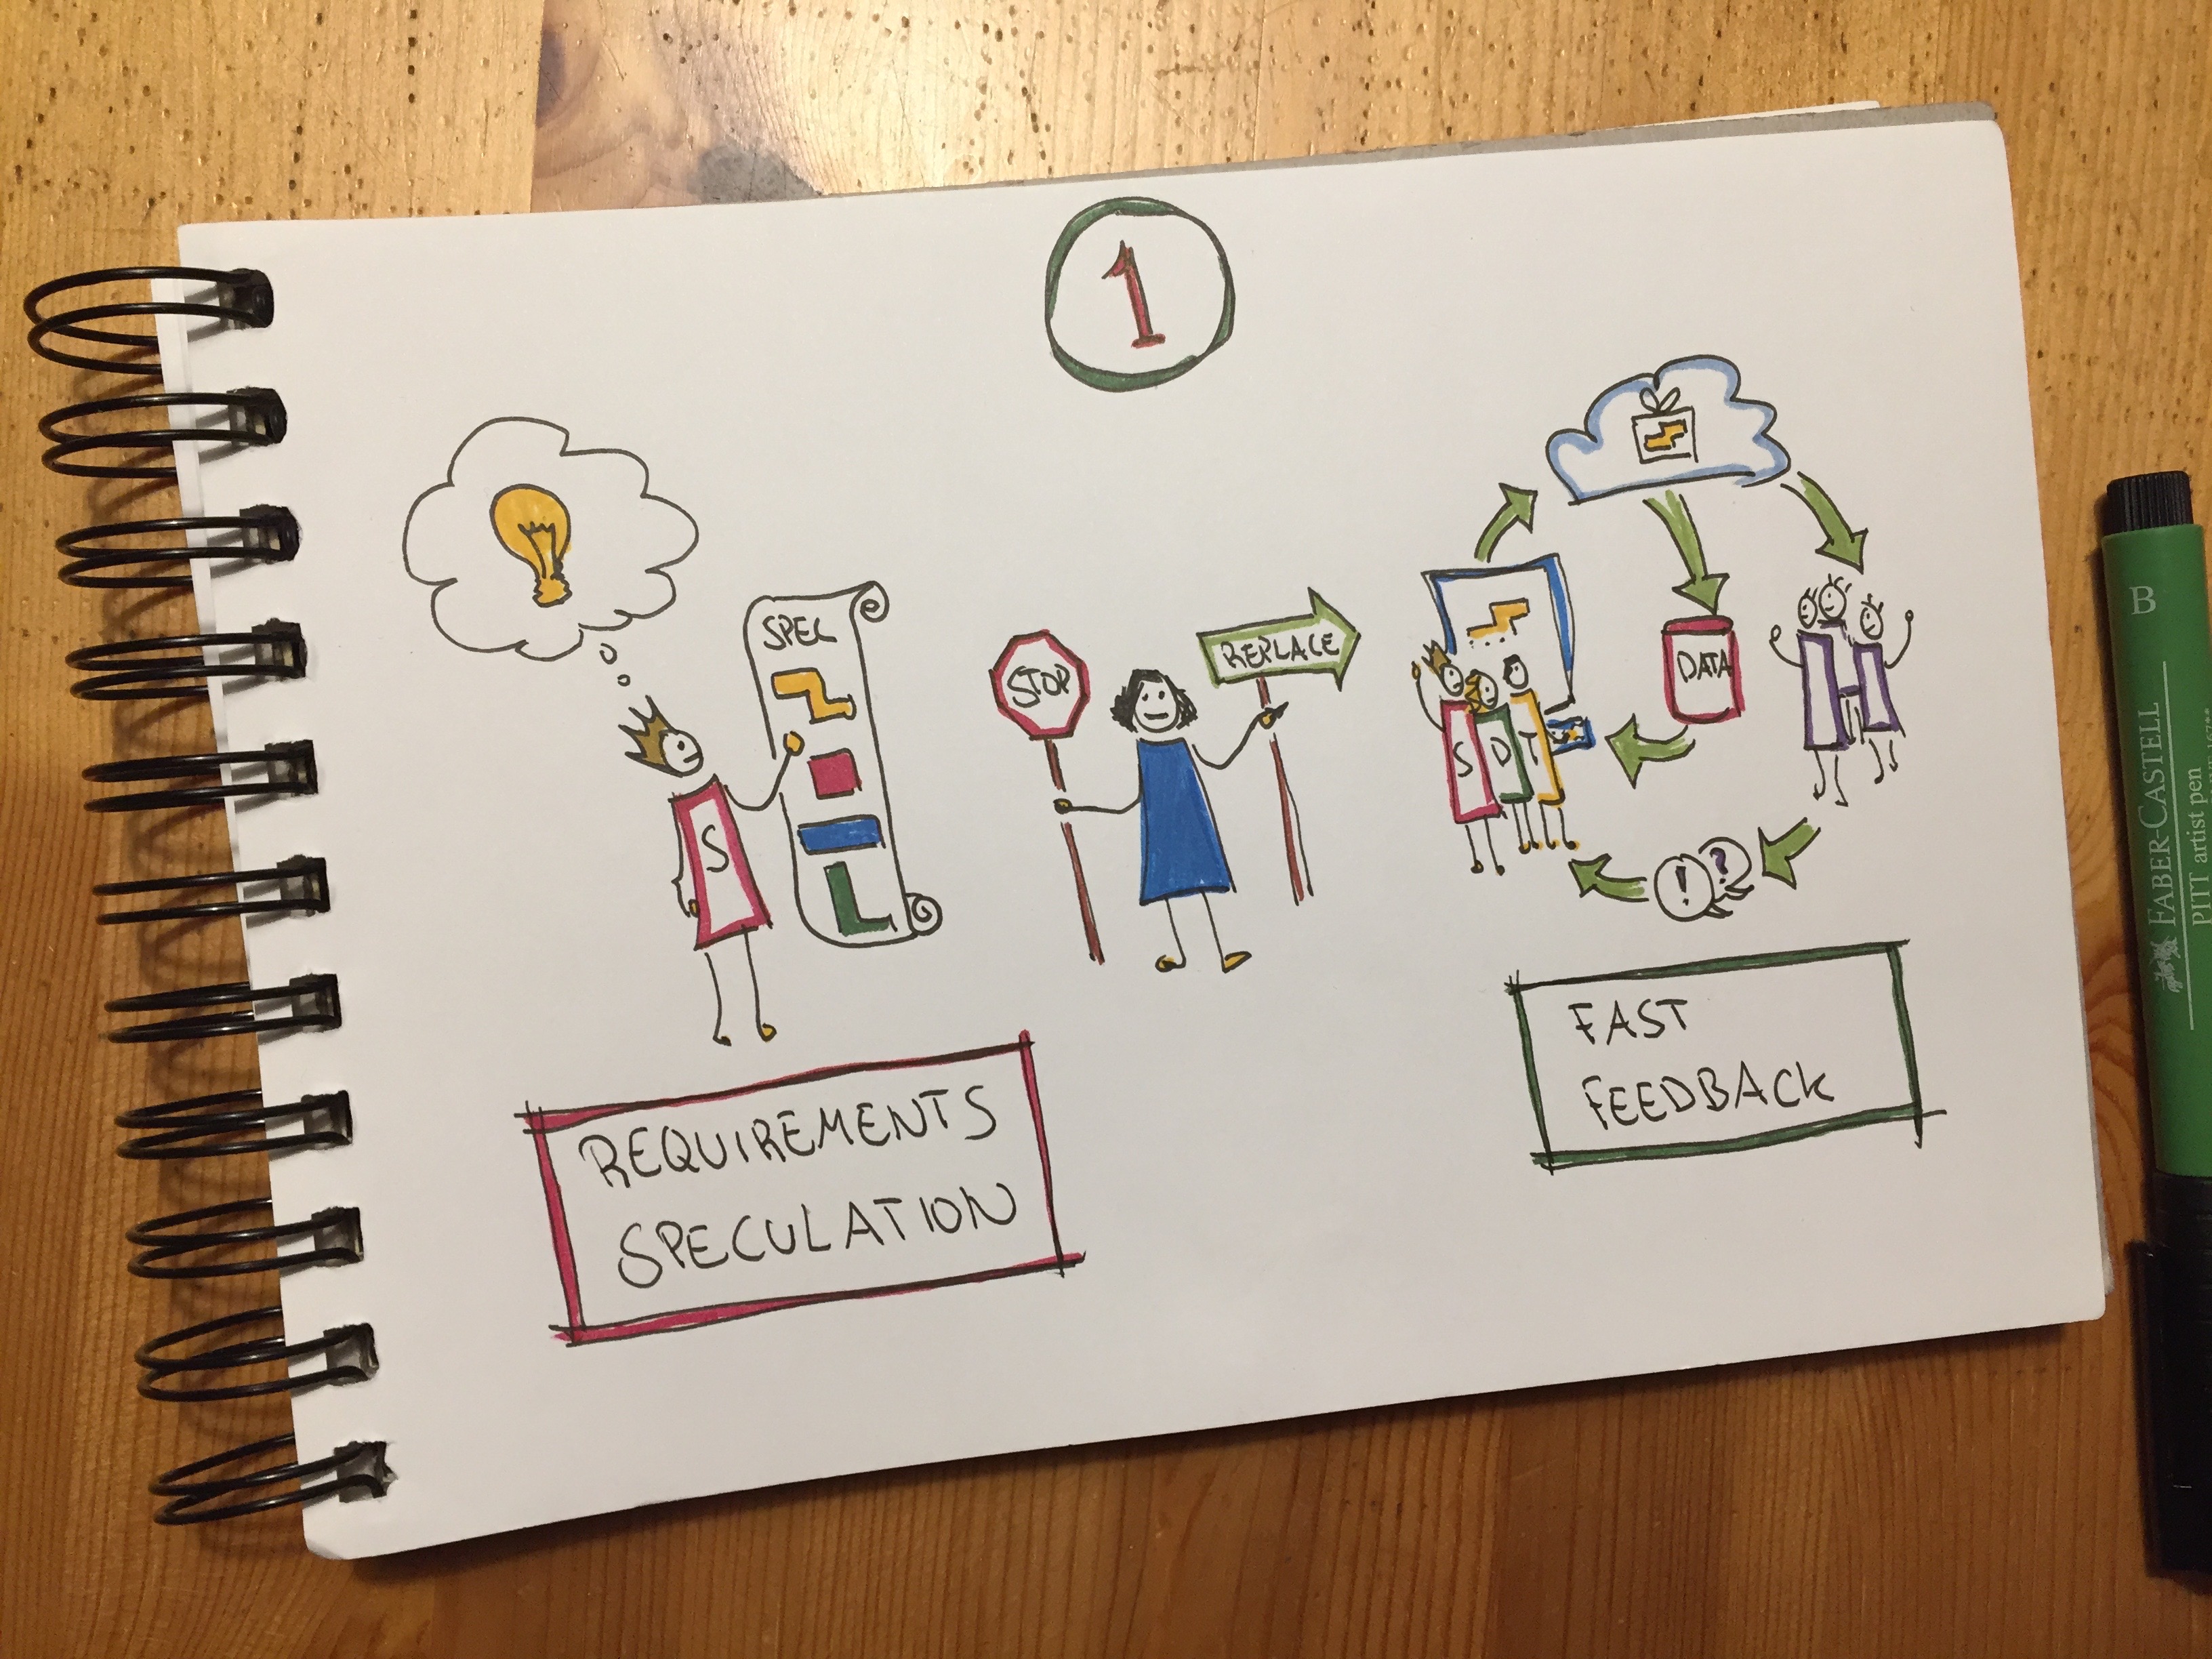 1
SPEC
S
STOP
REPLACE
S D T
DATA
! ?
REQUIREMENTS
SPECULATION
FAST
FEEDBACK
B
FABER-CASTELL
PITT artist pen